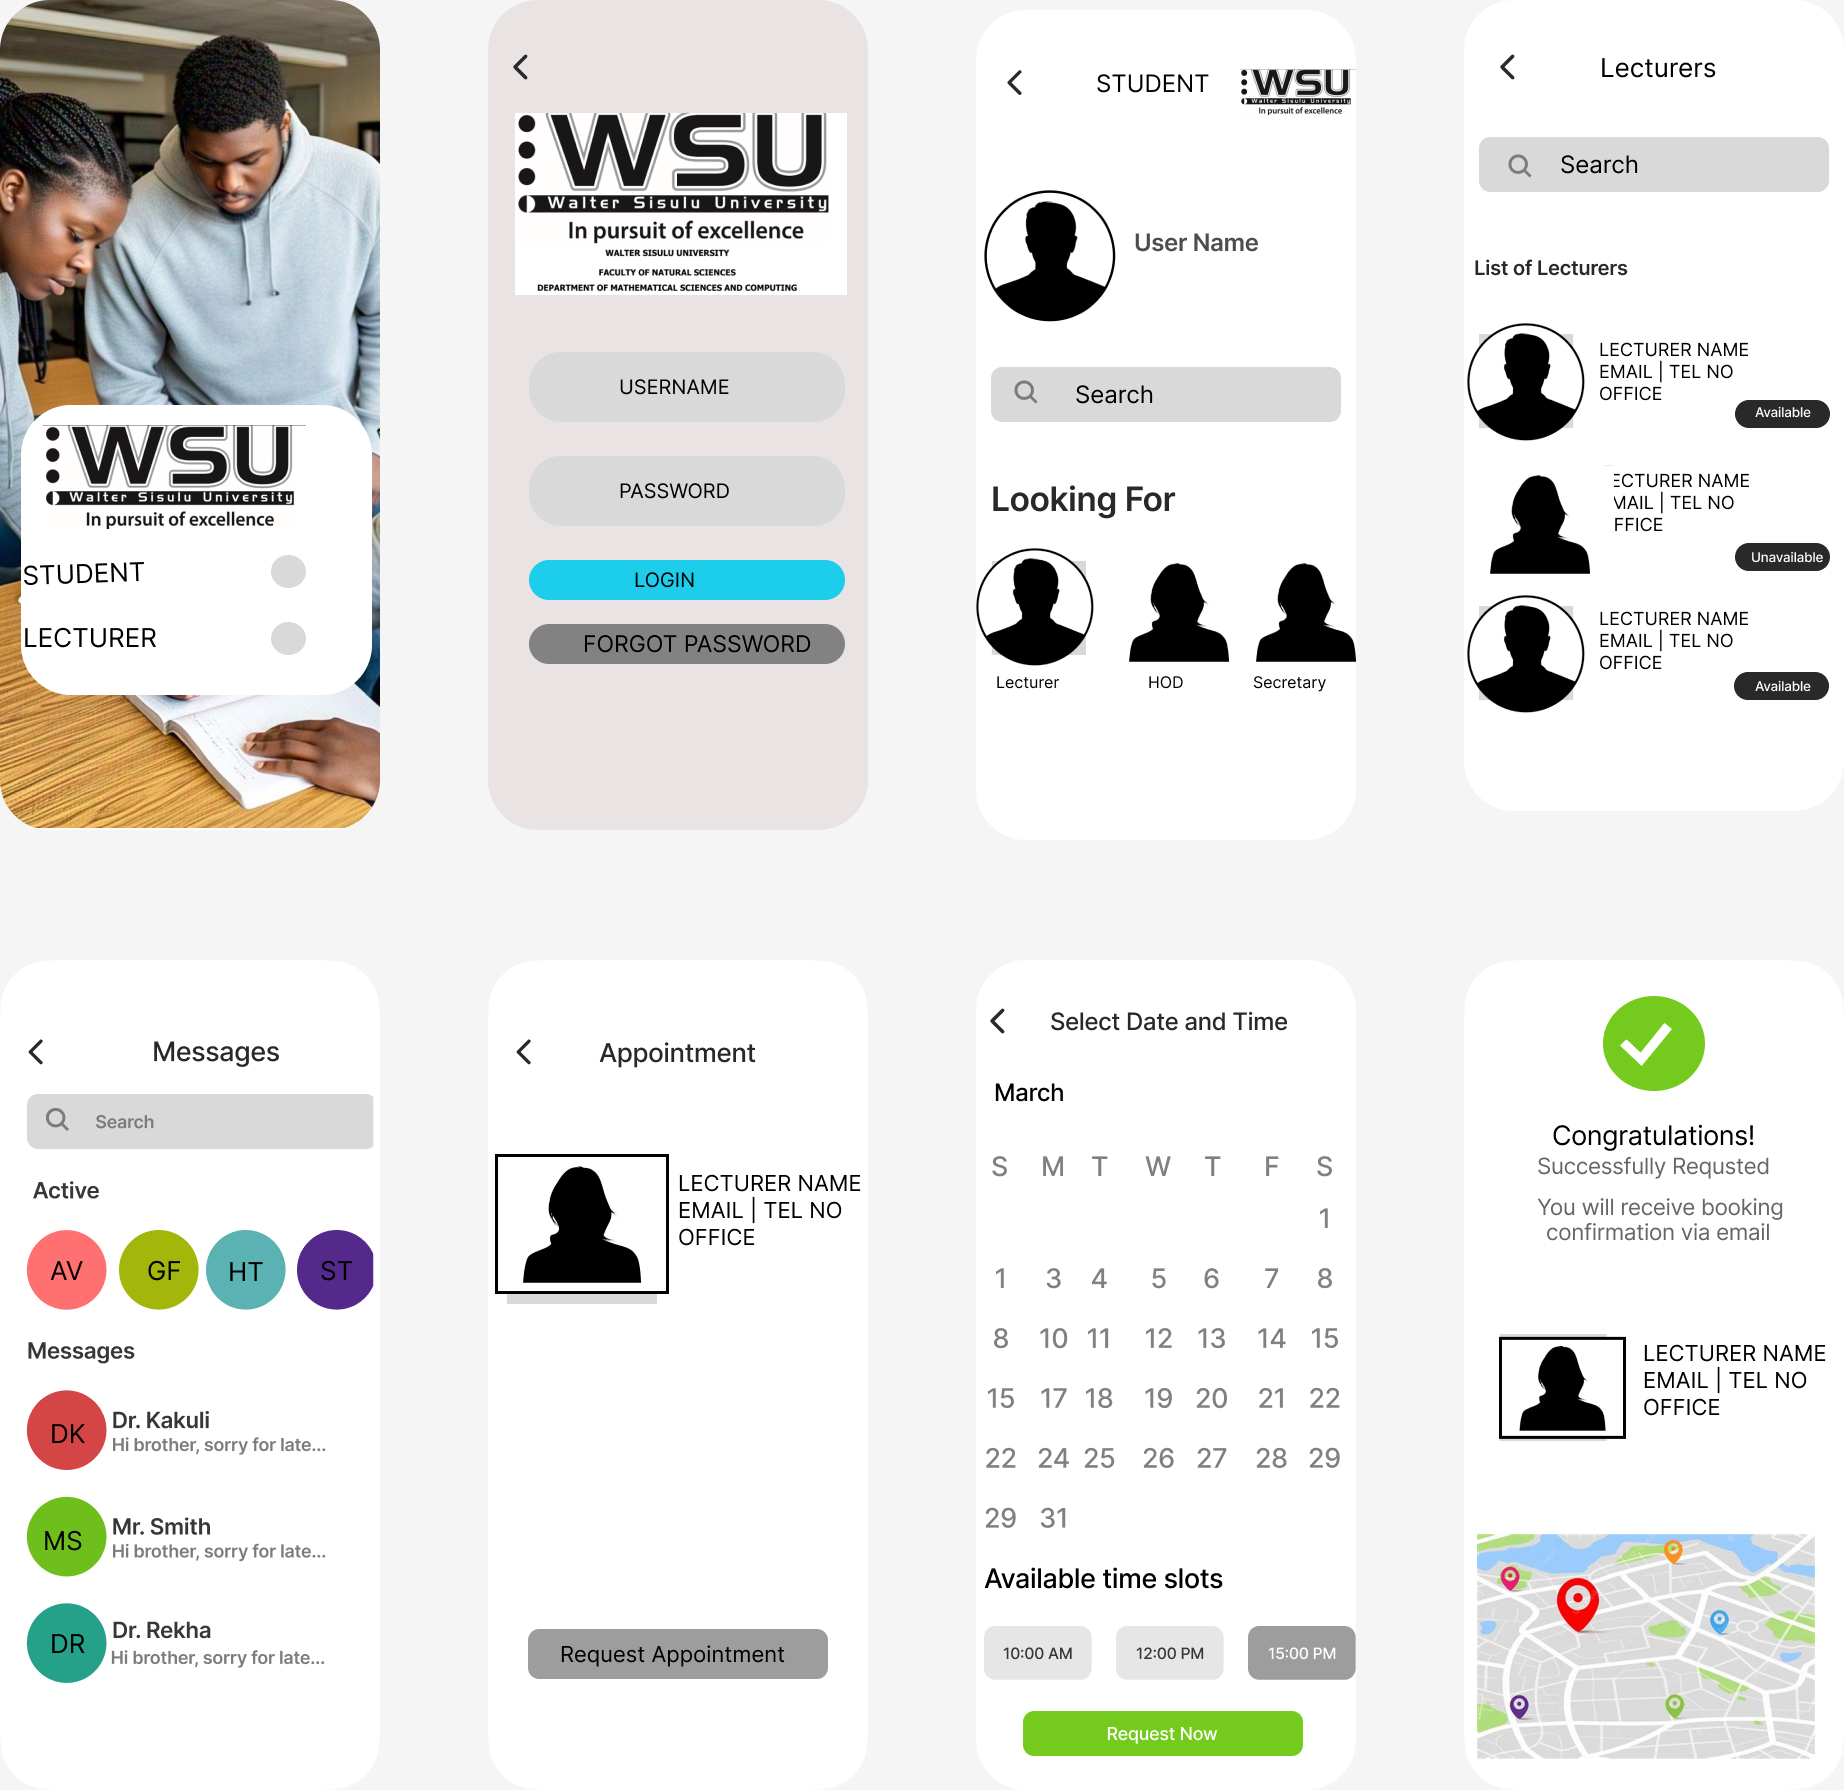 WSU
Walter Sisulu University
In pursuit of excellence
STUDENT
LECTURER
WSU
Walter Sisulu University
In pursuit of excellence
WALTER SISULU UNIVERSITY
FACULTY OF NATURAL SCIENCES
DEPARTMENT OF MATHEMATICAL SCIENCES AND COMPUTING
USERNAME
PASSWORD
LOGIN
FORGOT PASSWORD
STUDENT
WSU
Walter Sisulu University
In pursuit of excellence
User Name
Search
Looking For
Lecturer HOD Secretary
Lecturers
Search
List of Lecturers
LECTURER NAME
EMAIL | TEL NO
OFFICE
Available
ECTURER NAME
MAIL | TEL NO
FFICE
Unavailable
LECTURER NAME
EMAIL | TEL NO
OFFICE
Available
Messages
Search
Active
AV GF HT ST
Messages
DK
Dr. Kakuli
Hi brother, sorry for late...
MS
Mr. Smith
Hi brother, sorry for late...
DR
Dr. Rekha
Hi brother, sorry for late...
Appointment
LECTURER NAME
EMAIL | TEL NO
OFFICE
Request Appointment
Select Date and Time
March
S M T W T F S
1
1 3 4 5 6 7 8
8 10 11 12 13 14 15
15 17 18 19 20 21 22
22 24 25 26 27 28 29
29 31
Available time slots
10:00 AM 12:00 PM 15:00 PM
Request Now
Congratulations!
Successfully Requsted
You will receive booking
confirmation via email
LECTURER NAME
EMAIL | TEL NO
OFFICE